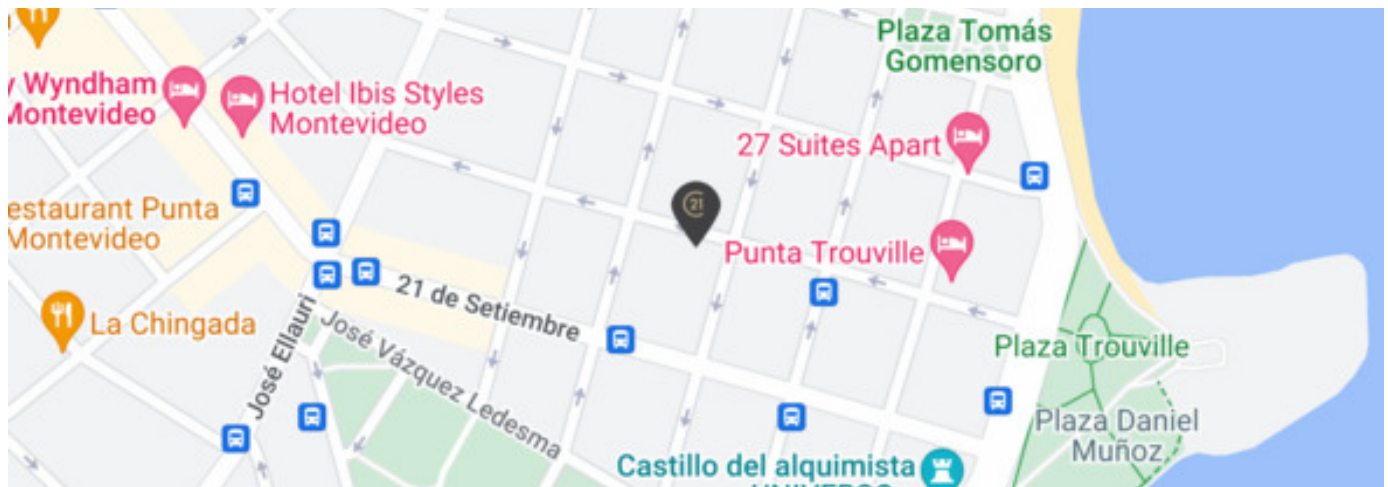 Plaza Tomás
Gomensoro
Wyndham
Montevideo
Hotel Ibis Styles
Montevideo
27 Suites Apart
21
estaurant Punta
Montevideo
Punta Trouville
21 de Setiembre
La Chingada
José Ellauri
José Vázquez Ledesma
Plaza Trouville
Plaza Daniel
Muñoz
Castillo del alquimista